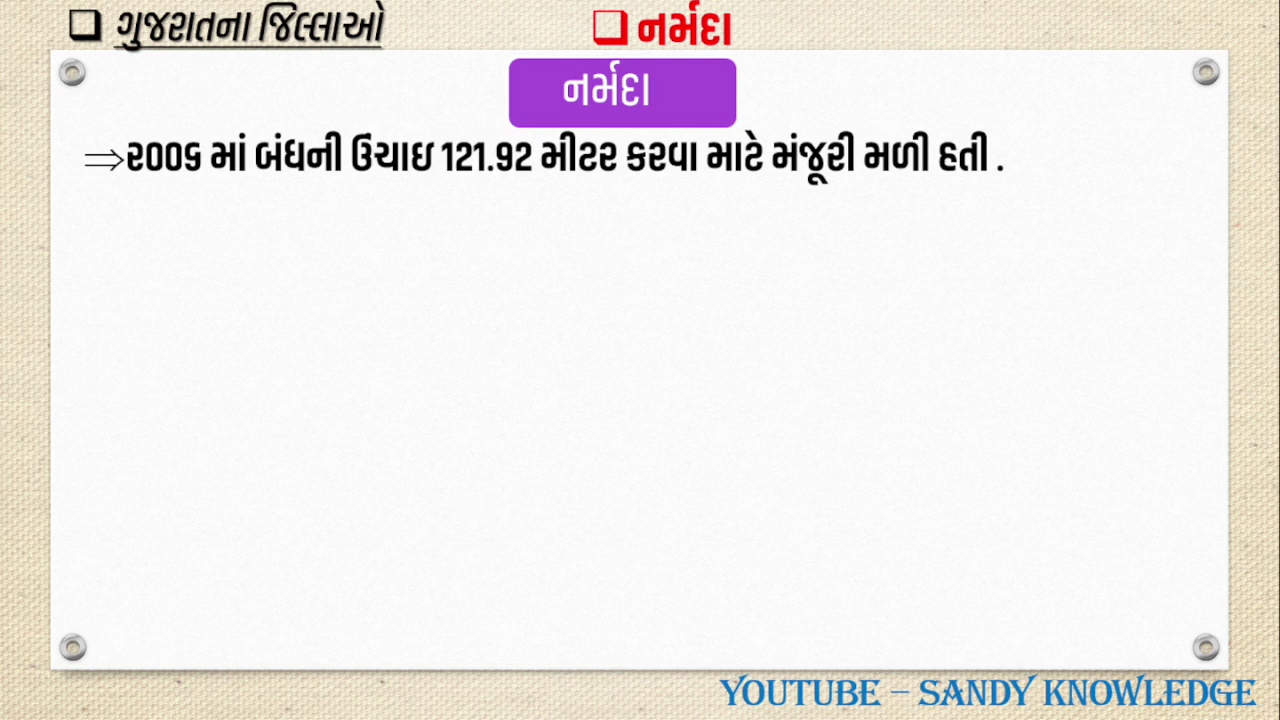 ❑ ગુજરાતના જિલ્લાઓ
❑ નર્મદા
નર્મદા
⇒૨૦૦૬ માં બંધની ઉંચાઇ 121.92 મીટર કરવા માટે મંજૂરી મળી હતી .
YOUTUBE – SANDY KNOWLEDGE